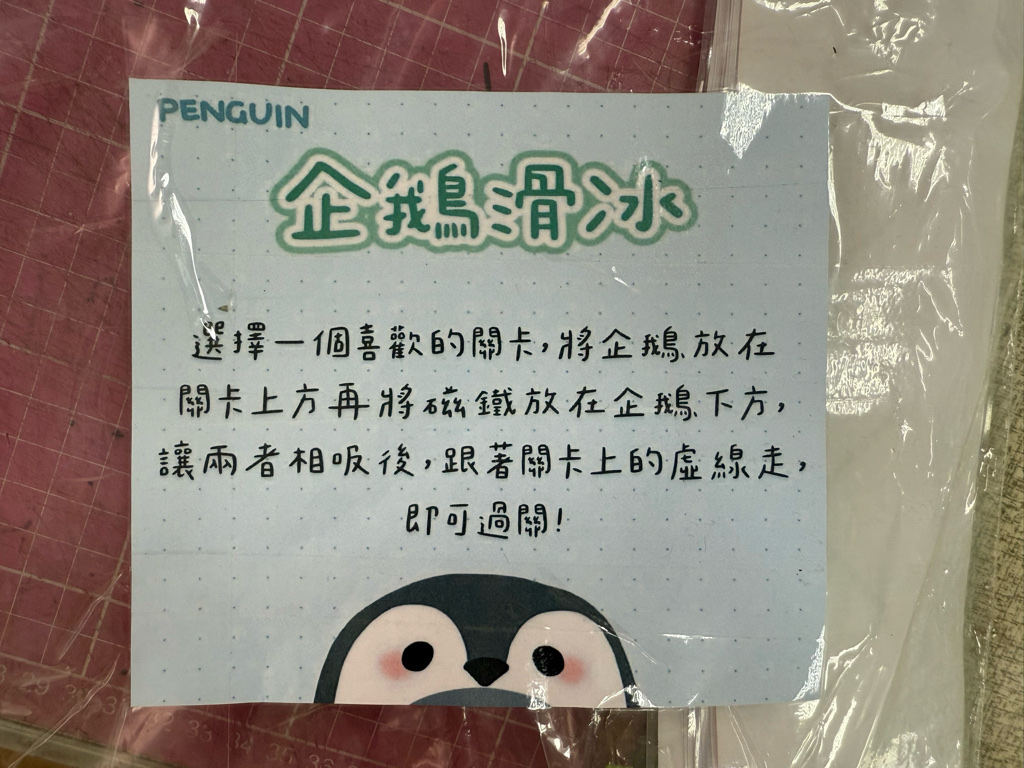 PENGUIN
企鵝滑冰
選擇一個喜歡的關卡,將企鵝放在
關卡上方再將磁鐵放在企鵝下方,
讓兩者相吸後,跟著關卡上的虛線走,
即可過關!